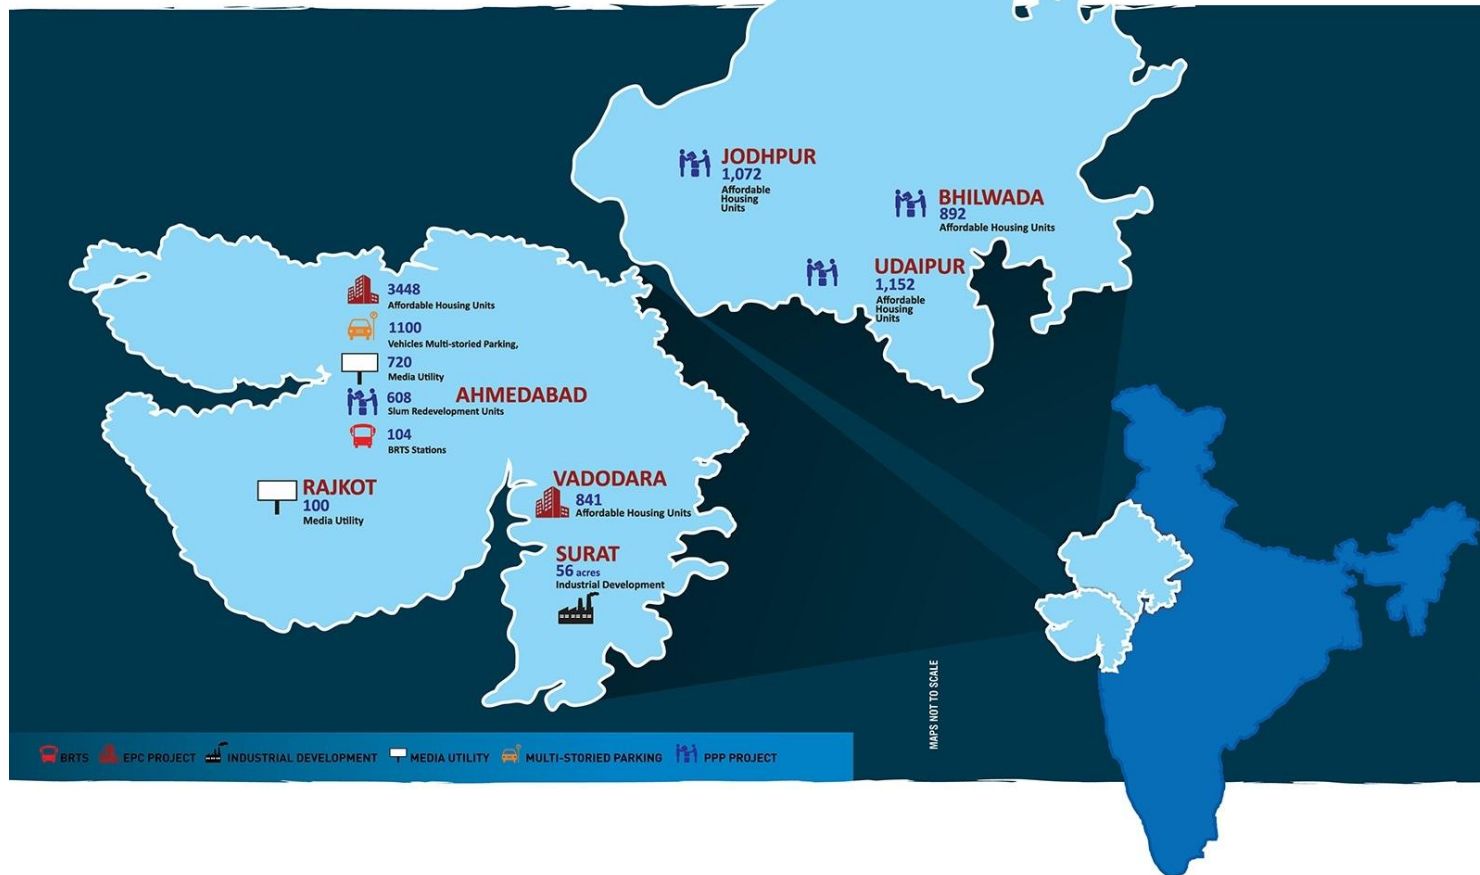 JODHPUR
1,072
Affordable
Housing
Units
BHILWADA
892
Affordable Housing Units
UDAIPUR
1,152
Affordable
Housing
Units
3448
Affordable Housing Units
1100
Vehicles Multi-storied Parking,
720
Media Utility
AHMEDABAD
608
Slum Redevelopment Units
104
BRTS Stations
RAJKOT
100
Media Utility
VADODARA
841
Affordable Housing Units
SURAT
56 acres
Industrial Development
MAPS NOT TO SCALE
BRTS EPC PROJECT INDUSTRIAL DEVELOPMENT MEDIA UTILITY MULTI-STORIED PARKING PPP PROJECT